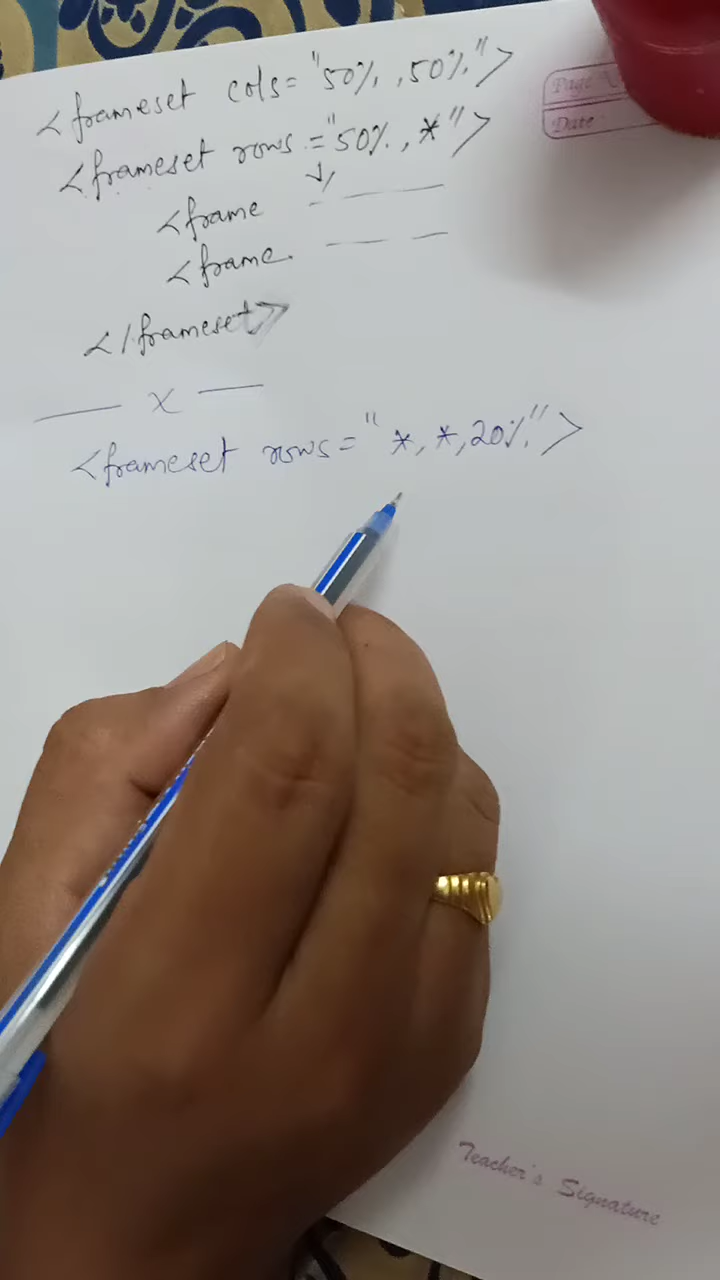 <frameset cols="50%,50%">
Page N
Date
<frameset rows="50%,*">
<frame
<frame.
</frameset>
x
<frameset rows="*,*,20%">
Teacher's Signature